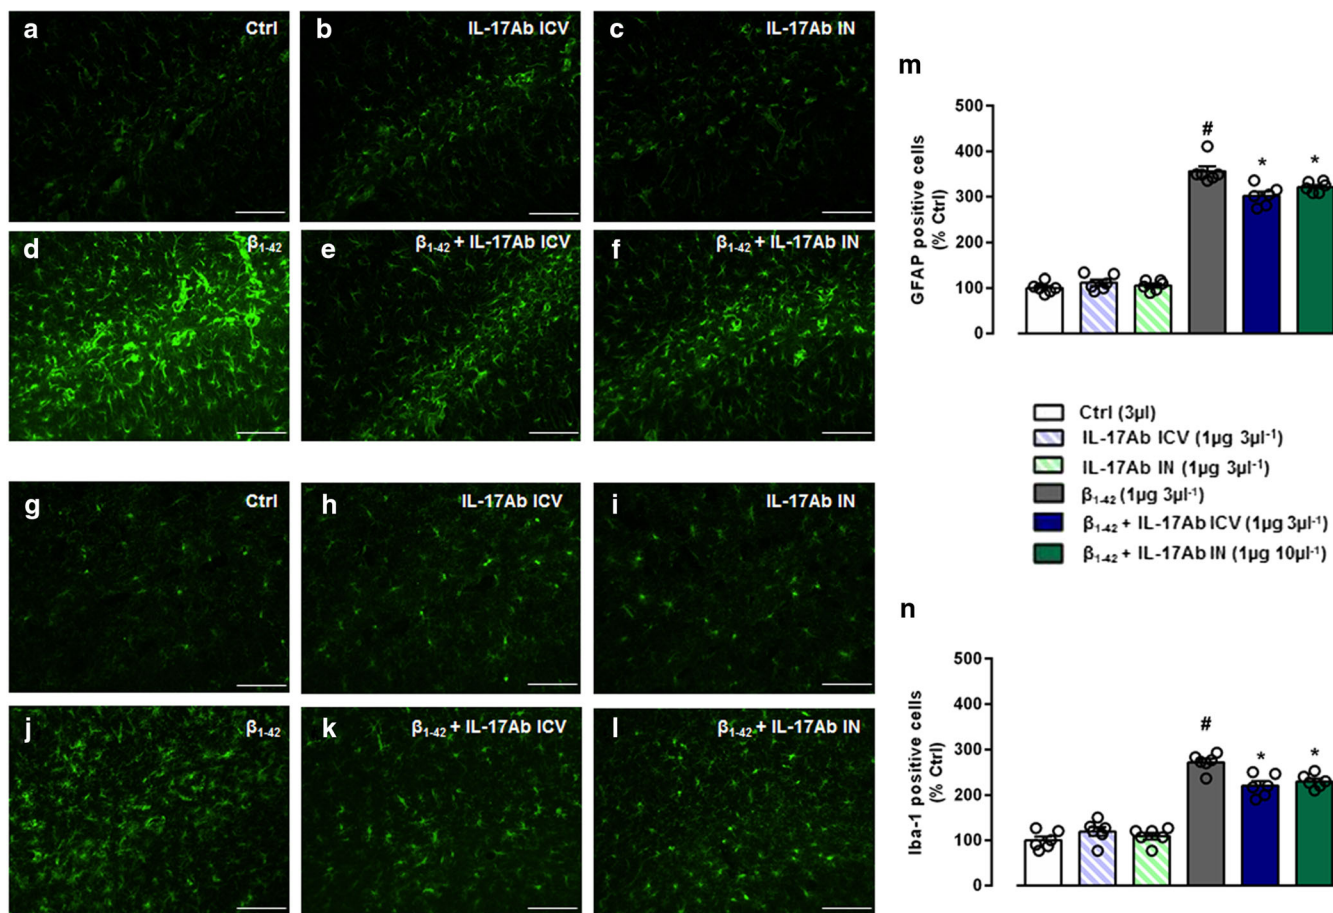 a Ctrl
b IL-17Ab ICV
c IL-17Ab IN
d β₁₋₄₂
e β₁₋₄₂ + IL-17Ab ICV
f β₁₋₄₂ + IL-17Ab IN
g Ctrl
h IL-17Ab ICV
i IL-17Ab IN
j β₁₋₄₂
k β₁₋₄₂ + IL-17Ab ICV
l β₁₋₄₂ + IL-17Ab IN
m
GFAP positive cells
(% Ctrl)
500
400
300
200
100
0
#
*
*
Ctrl (3µl)
IL-17Ab ICV (1µg 3µl⁻¹)
IL-17Ab IN (1µg 3µl⁻¹)
β₁₋₄₂ (1µg 3µl⁻¹)
β₁₋₄₂ + IL-17Ab ICV (1µg 3µl⁻¹)
β₁₋₄₂ + IL-17Ab IN (1µg 10µl⁻¹)
n
Iba-1 positive cells
(% Ctrl)
500
400
300
200
100
0
#
*
*